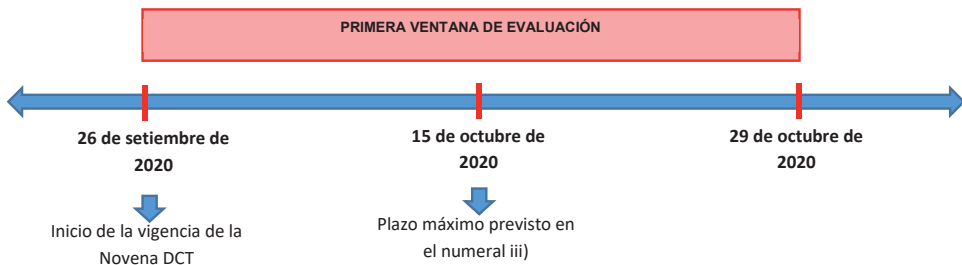 PRIMERA VENTANA DE EVALUACIÓN
26 de setiembre de
2020
15 de octubre de
2020
29 de octubre de
2020
Inicio de la vigencia de la
Novena DCT
Plazo máximo previsto en
el numeral iii)